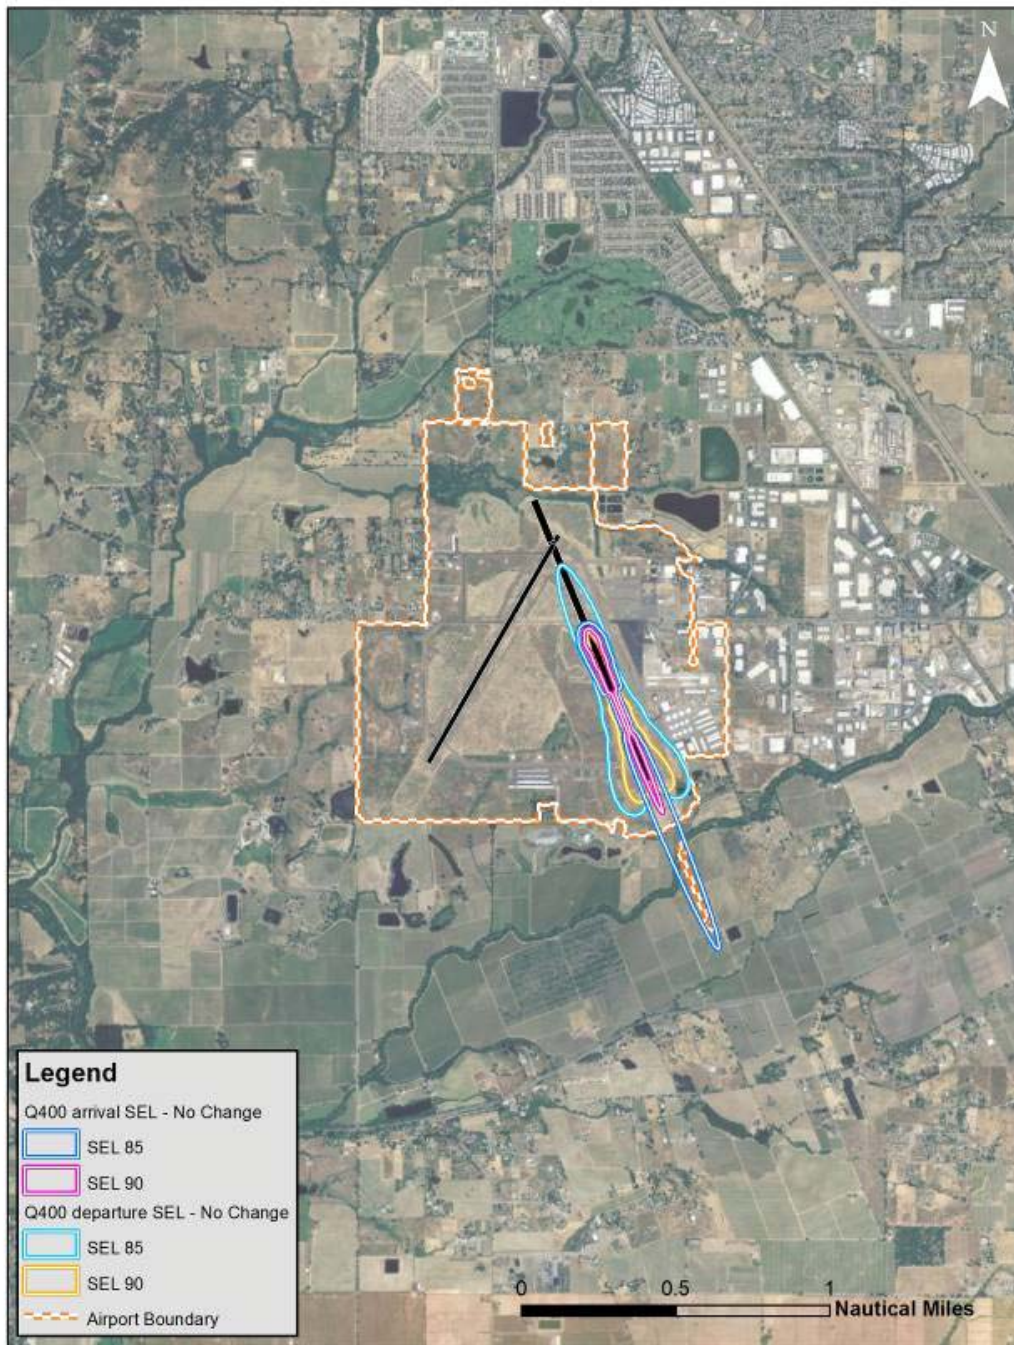 N
Legend
Q400 arrival SEL - No Change
SEL 85
SEL 90
Q400 departure SEL - No Change
SEL 85
SEL 90
Airport Boundary
0 0.5 1
Nautical Miles